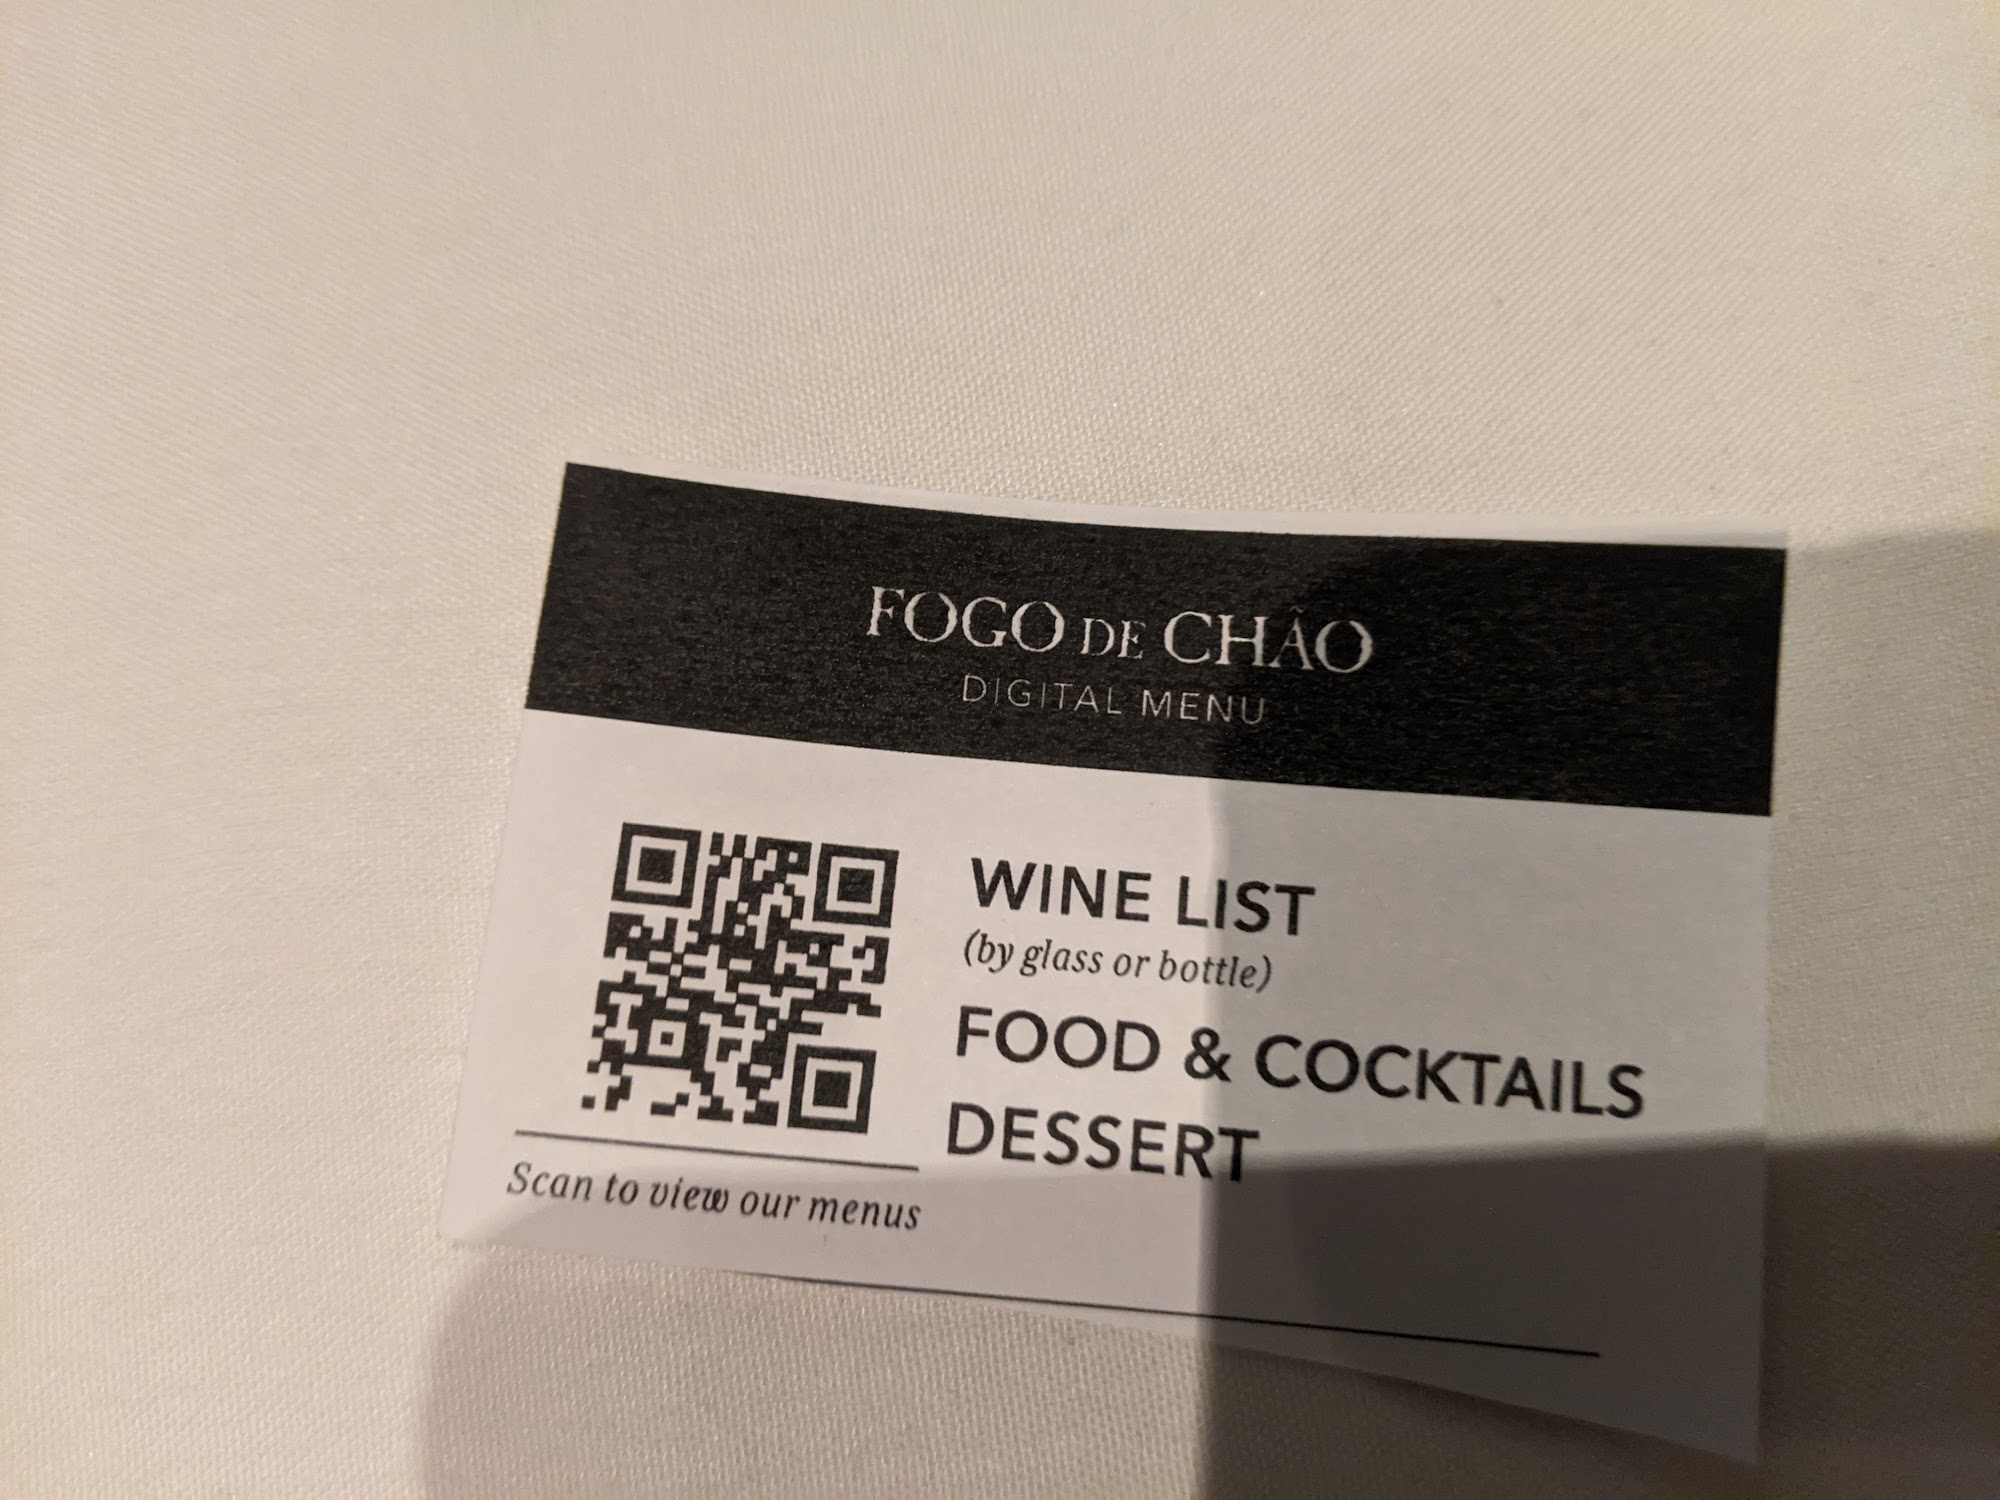 FOGO DE CHÃO
DIGITAL MENU
WINE LIST
(by glass or bottle)
FOOD & COCKTAILS
DESSERT
Scan to view our menus